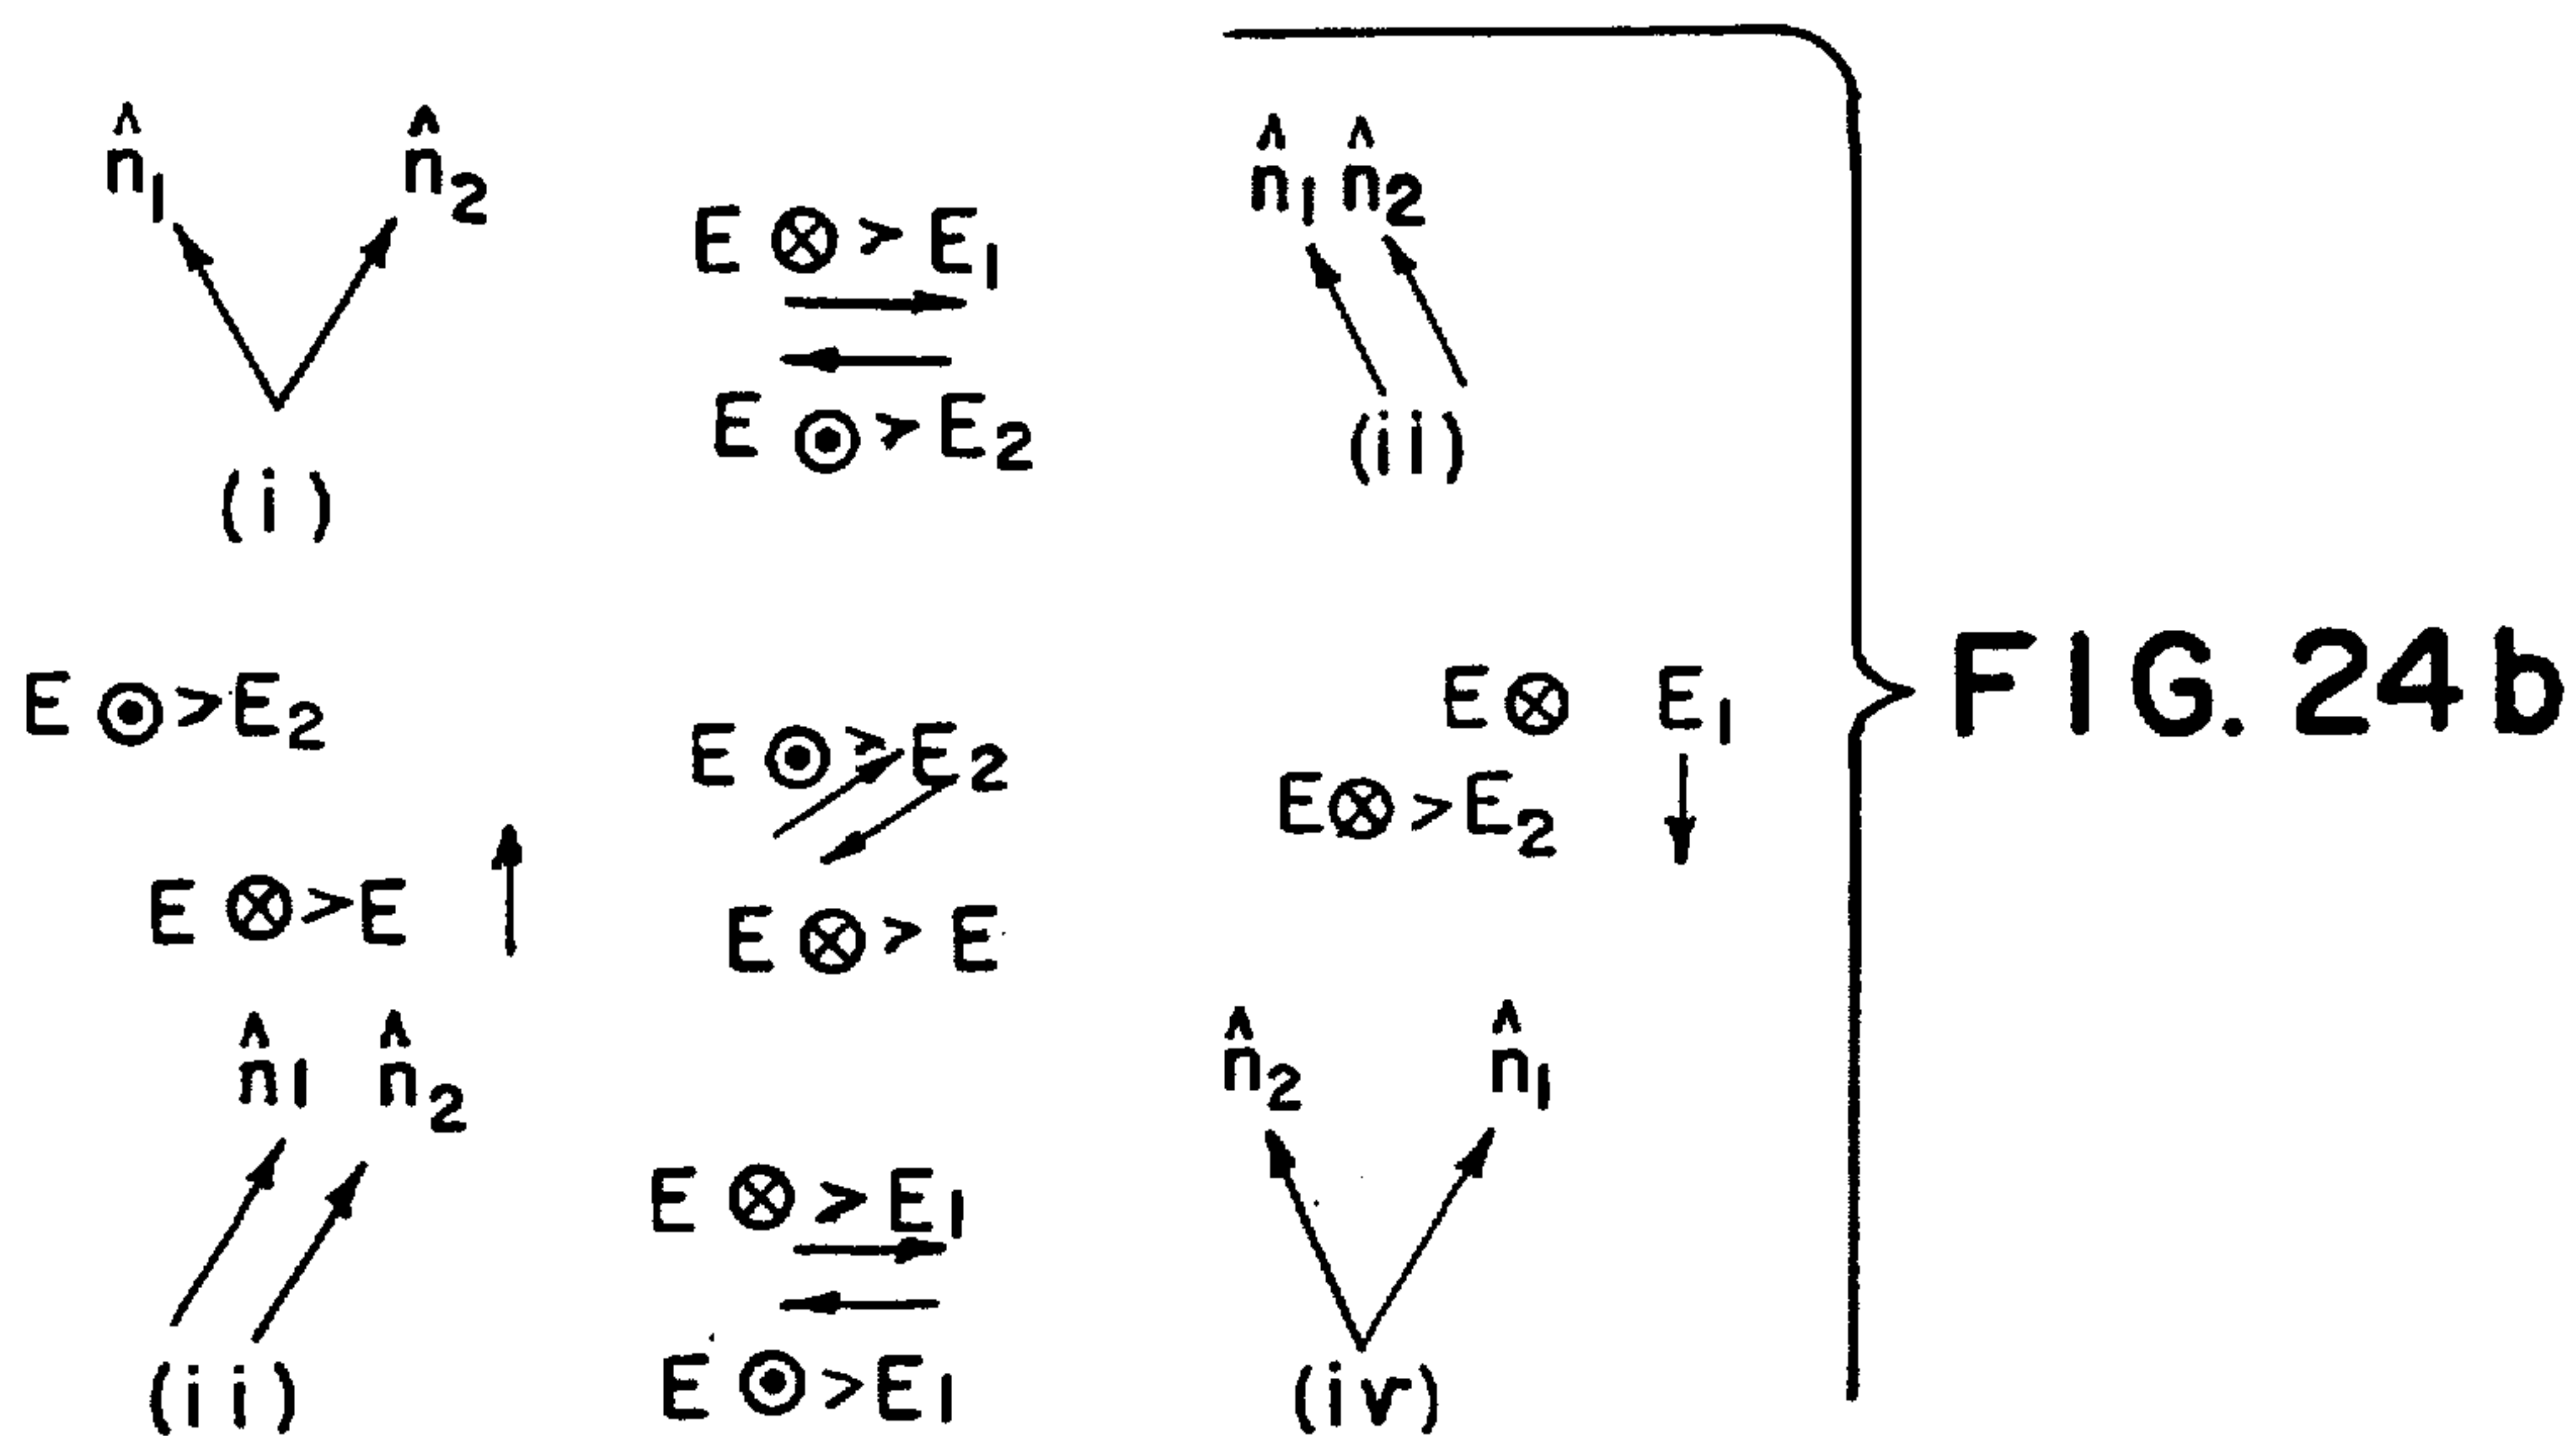 n̂1 n̂2
E ⊗ > E1
E ⊙ > E2
(i)
n̂1 n̂2
(ii)
E ⊙ > E2
E ⊗ > E
E ⊙ > E2
E ⊗ > E
E ⊗ E1
E ⊗ > E2
FIG. 24b
n̂1 n̂2
(ii)
E ⊗ > E1
E ⊙ > E1
n̂2 n̂1
(iv)